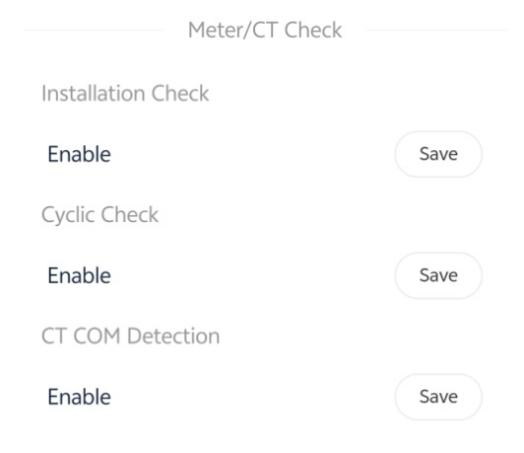 Meter/CT Check
Installation Check
Enable Save
Cyclic Check
Enable Save
CT COM Detection
Enable Save